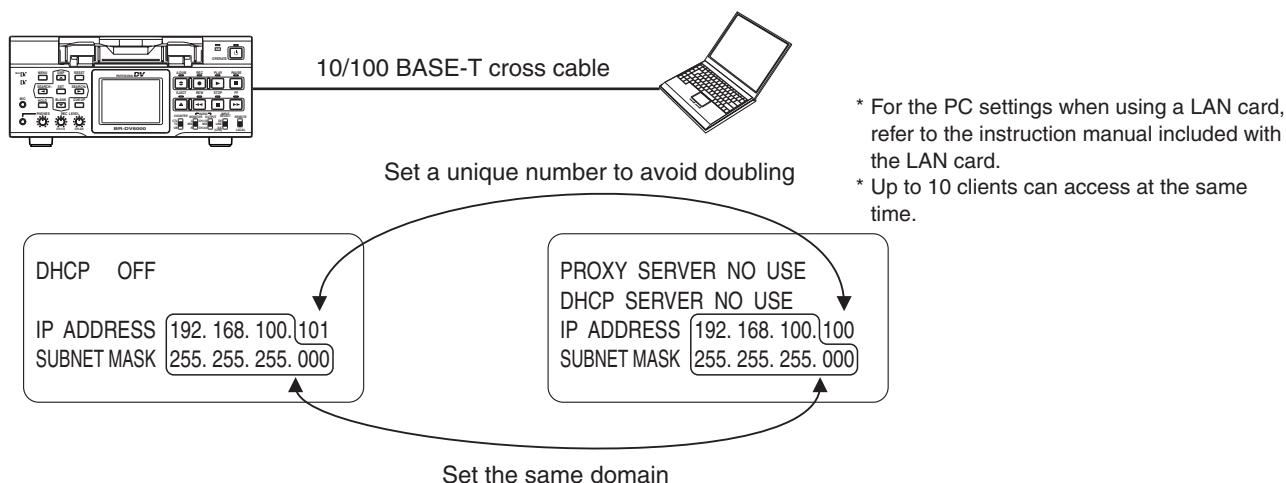 10/100 BASE-T cross cable
* For the PC settings when using a LAN card,
refer to the instruction manual included with
the LAN card.
* Up to 10 clients can access at the same
time.
Set a unique number to avoid doubling
DHCP OFF
IP ADDRESS 192. 168. 100. 101
SUBNET MASK 255. 255. 255. 000
PROXY SERVER NO USE
DHCP SERVER NO USE
IP ADDRESS 192. 168. 100. 100
SUBNET MASK 255. 255. 255. 000
Set the same domain
DV
BR-DV6000